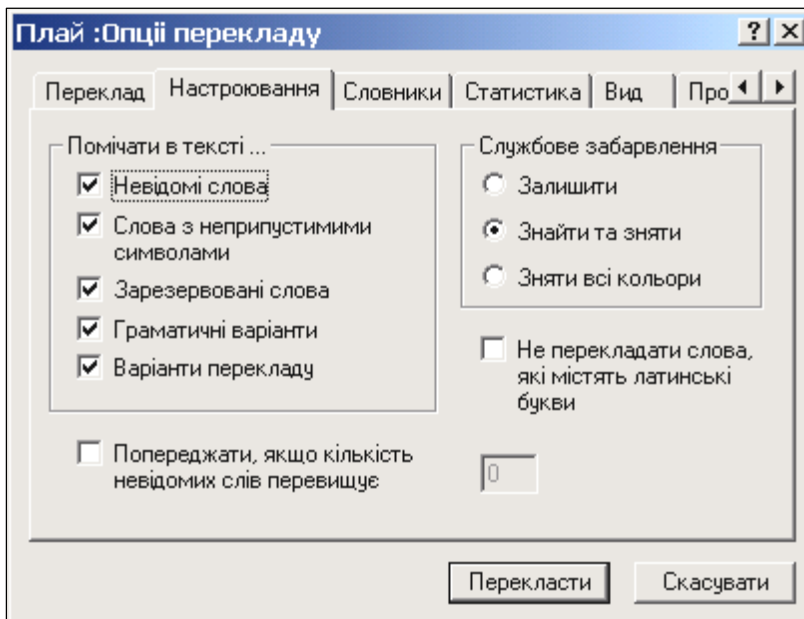 Плай :Опції перекладу
Переклад Настроювання Словники Статистика Вид Про
Помічати в тексті ...
Невідомі слова
Слова з неприпустимими
символами
Зарезервовані слова
Граматичні варіанти
Варіанти перекладу
Попереджати, якщо кількість
невідомих слів перевищує
Службове забарвлення
Залишити
Знайти та зняти
Зняти всі кольори
Не перекладати слова,
які містять латинські
букви
0
Перекласти Скасувати